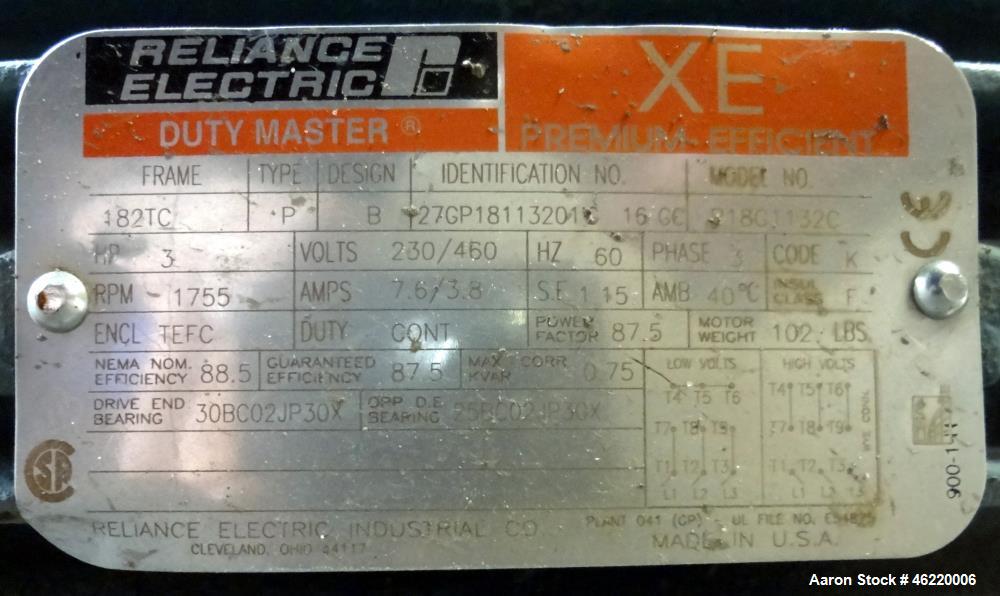 RELIANCE ELECTRIC
XE
DUTY MASTER ®
PREMIUM EFFICIENT
FRAME TYPE DESIGN IDENTIFICATION NO. MODEL NO.
182TC P B 16 GC P18G1132C
HP 3 VOLTS 230/460 HZ 60 PHASE 3 CODE K
RPM 1755 AMPS 7.6/3.8 S.F. 1.15 AMB 40°C INSUL CLASS F
ENCL TEFC DUTY CONT POWER FACTOR 87.5 MOTOR WEIGHT 102 LBS.
NEMA NOM. EFFICIENCY 88.5 GUARANTEED EFFICIENCY 87.5 MAX. CORR. KVAR 0.75
LOW VOLTS HIGH VOLTS
DRIVE END BEARING 30BC02JP30X OPP D.E. BEARING 25BC02JP30X
T4 T5 T6 T4 T5 T6
T7 T8 T9 T7 T8 T9
T1 T2 T3 T1 T2 T3
L1 L2 L3 L1 L2 L3
CE
RELIANCE ELECTRIC INDUSTRIAL CO
PLANT 041 (GP) UL FILE NO.
CLEVELAND, OHIO 44117
MADE IN U.S.A.
Aaron Stock # 46220006